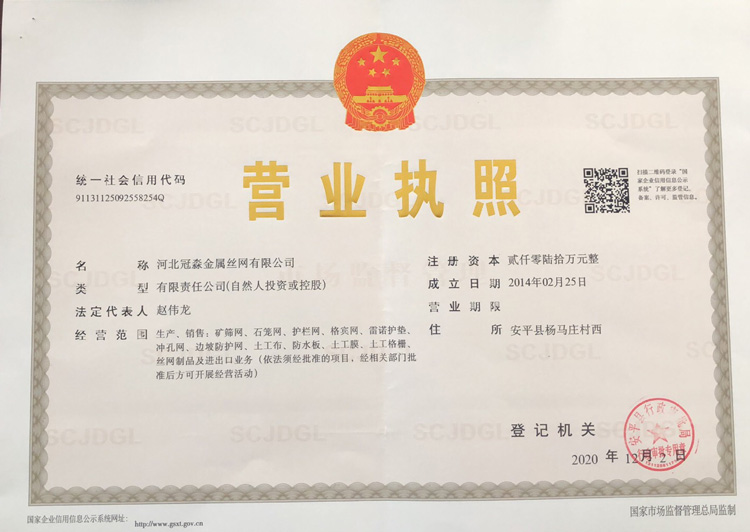 营业执照
统一社会信用代码
91131125092558254Q
扫描二维码登录“国
家企业信用信息公示
系统”了解更多登记、
备案、许可、监管信息。
名 称 河北冠淼金属丝网有限公司
类 型 有限责任公司(自然人投资或控股)
法定代表人 赵伟龙
经营范围 生产、销售：矿筛网、石笼网、护栏网、格宾网、雷诺护垫、
冲孔网、边坡防护网、土工布、防水板、土工膜、土工格栅、
丝网制品及进出口业务（依法须经批准的项目，经相关部门批
准后方可开展经营活动）
注册资本 贰仟零陆拾万元整
成立日期 2014年02月25日
营业期限
住 所 安平县杨马庄村西
登记机关
2020 年 12月 2 日
国家企业信用信息公示系统网址： http://www.gsxt.gov.cn
国家市场监督管理总局监制
SCJDGL